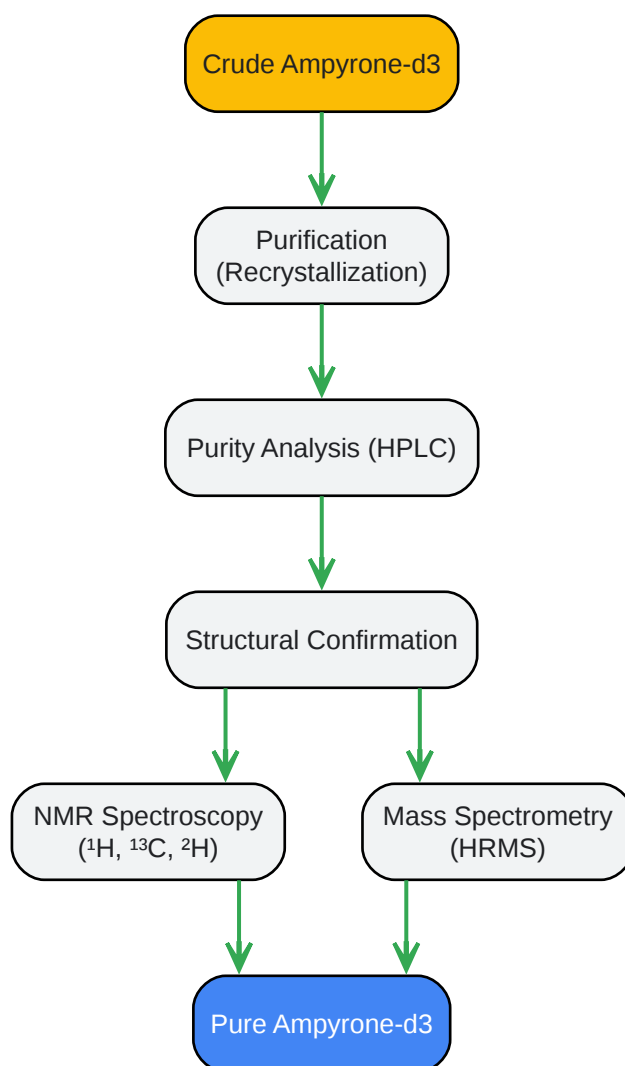 Crude Ampyrone-d3
Purification
(Recrystallization)
Purity Analysis (HPLC)
Structural Confirmation
NMR Spectroscopy
(¹H, ¹³C, ²H)
Mass Spectrometry
(HRMS)
Pure Ampyrone-d3